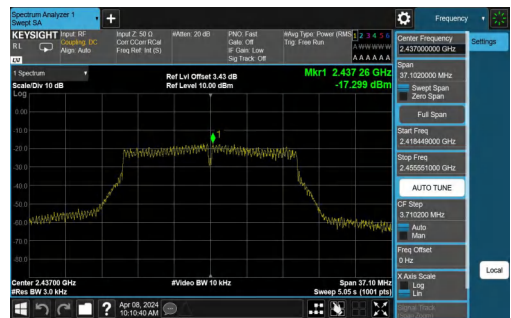 Spectrum Analyzer 1
Swept SA
+
Frequency
KEYSIGHT
RL
LXI
Input: RF
Coupling: DC
Align: Auto
Input Z: 50 Ω
Corr CCorr RCal
Freq Ref: Int (S)
#Atten: 20 dB
PNO: Fast
Gate: Off
IF Gain: Low
Sig Track: Off
#Avg Type: Power (RMS
Trig: Free Run
1 2 3 4 5 6
A W W W W W
A A A A A A
1 Spectrum
Scale/Div 10 dB
Log
Ref Lvl Offset 3.43 dB
Ref Level 10.00 dBm
Mkr1 2.437 26 GHz
-17.299 dBm
1
0.00
-10.0
-20.0
-30.0
-40.0
-50.0
-60.0
-70.0
-80.0
Center 2.43700 GHz
#Res BW 3.0 kHz
#Video BW 10 kHz
Span 37.10 MHz
Sweep 5.05 s (1001 pts)
Apr 08, 2024
10:10:40 AM
Center Frequency
2.437000000 GHz
Settings
Span
37.1020000 MHz
Swept Span
Zero Span
Full Span
Start Freq
2.418449000 GHz
Stop Freq
2.455551000 GHz
AUTO TUNE
CF Step
3.710200 MHz
Auto
Man
Freq Offset
0 Hz
X Axis Scale
Log
Lin
Local
Signal Track